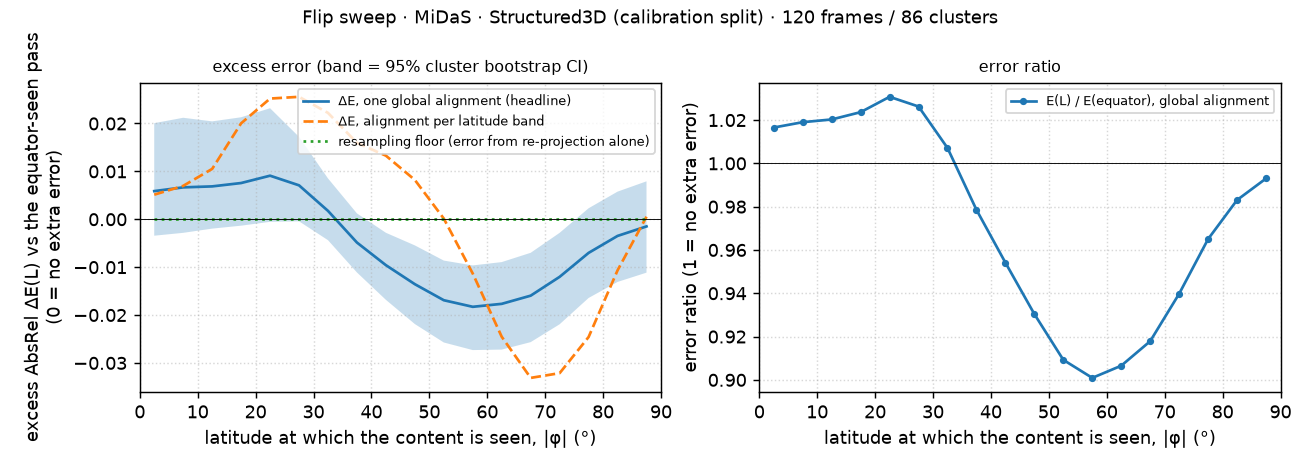 Flip sweep · MiDaS · Structured3D (calibration split) · 120 frames / 86 clusters
excess error (band = 95% cluster bootstrap CI)
excess AbsRel ΔE(L) vs the equator-seen pass
(0 = no extra error)
0.02
0.01
0.00
−0.01
−0.02
−0.03
ΔE, one global alignment (headline)
ΔE, alignment per latitude band
resampling floor (error from re-projection alone)
0 10 20 30 40 50 60 70 80 90
latitude at which the content is seen, |φ| (°)
error ratio
error ratio (1 = no extra error)
1.02
1.00
0.98
0.96
0.94
0.92
0.90
E(L) / E(equator), global alignment
0 10 20 30 40 50 60 70 80 90
latitude at which the content is seen, |φ| (°)